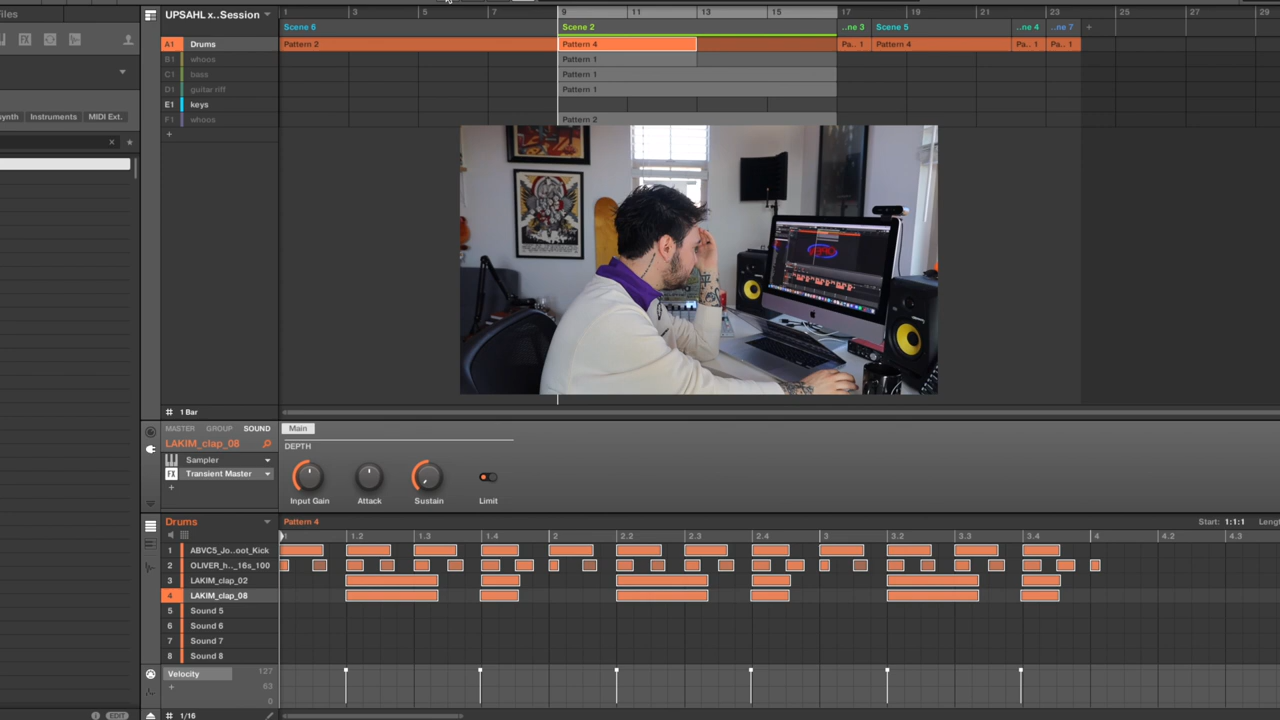 Files
UPSAHL x..Session
1 3 5 7 9 11 13 15 17 19 21 23 25 27 29
Scene 6 Scene 2 ..ne 3 Scene 5 ..ne 4 ..ne 7 +
A1 Drums Pattern 2 Pattern 4 Pa.. 1 Pattern 4 Pa.. 1 Pa.. 1
B1 whoos Pattern 1
C1 bass Pattern 1
D1 guitar riff Pattern 1
E1 keys
F1 whoos Pattern 2
+
FX
synth Instruments MIDI Ext.
1 Bar
MASTER GROUP SOUND Main
LAKIM_clap_08 DEPTH
Sampler
FX Transient Master
+
Input Gain Attack Sustain Limit
Drums Pattern 4 Start: 1:1:1 Leng
1 1.2 1.3 1.4 2 2.2 2.3 2.4 3 3.2 3.3 3.4 4 4.2 4.3
1 ABVC5_Jo..oot_Kick
2 OLIVER_h.._16s_100
3 LAKIM_clap_02
4 LAKIM_clap_08
5 Sound 5
6 Sound 6
7 Sound 7
8 Sound 8
Velocity 127
+ 63
0
EDIT 1/16